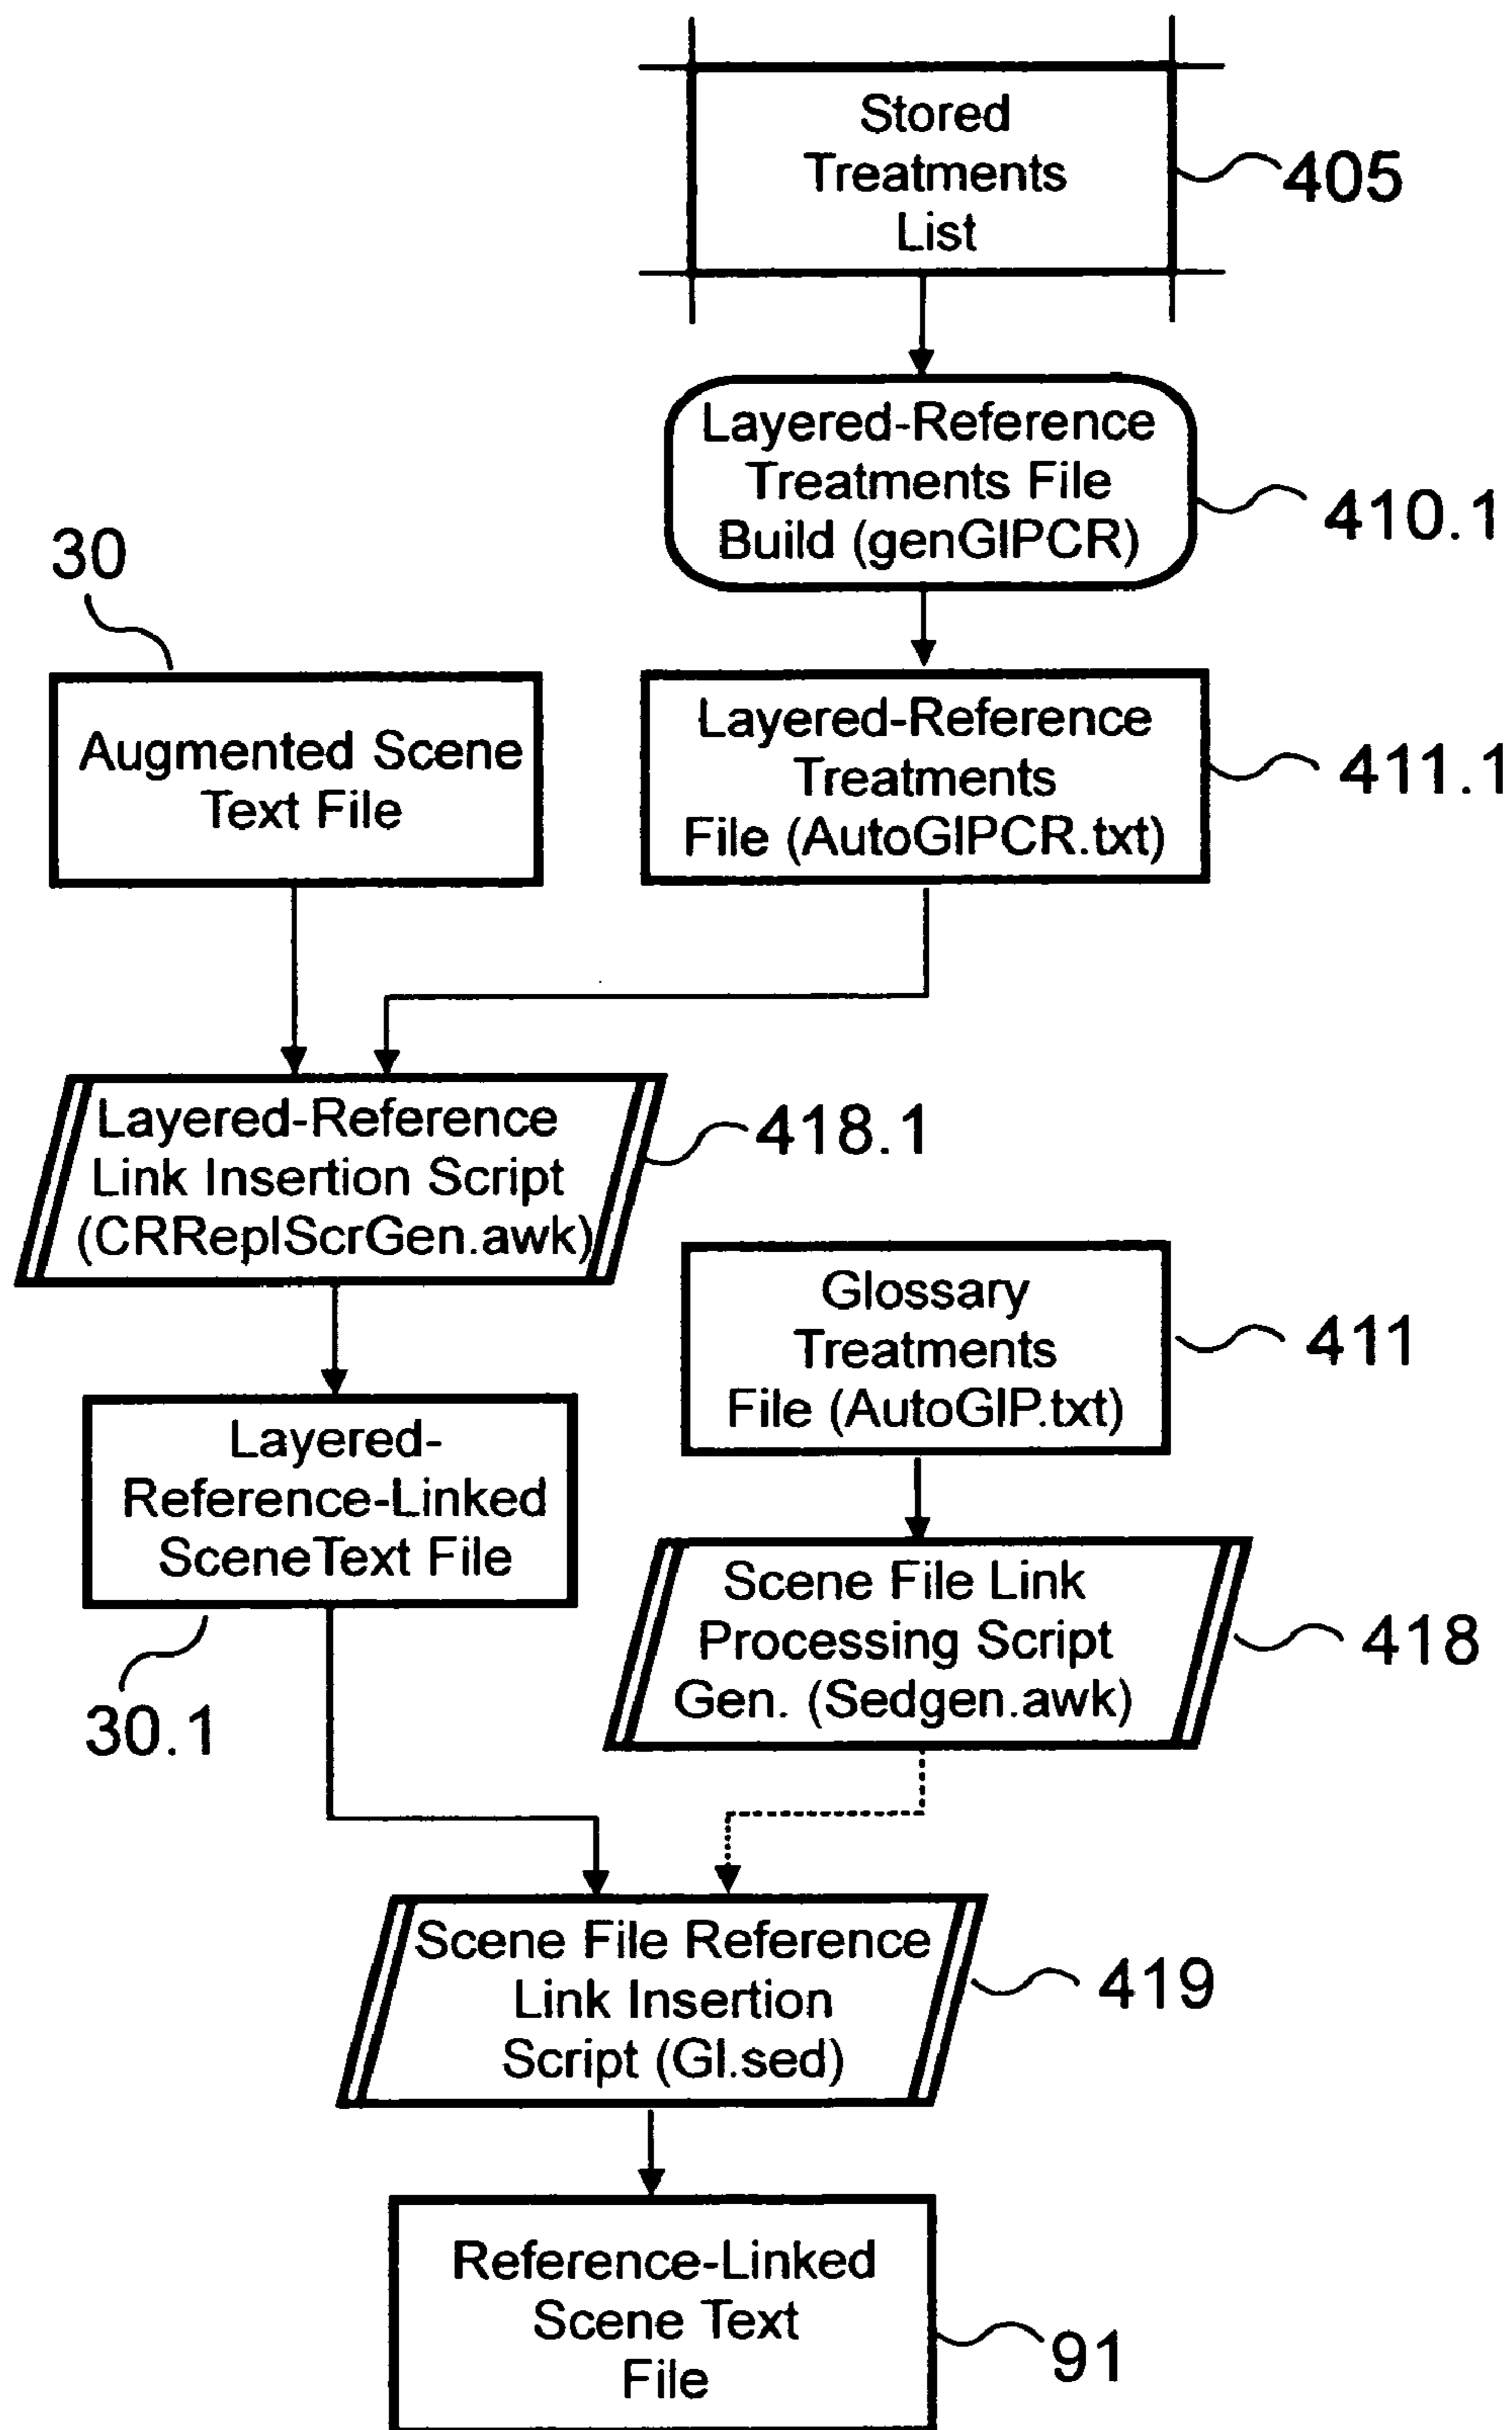 Stored
Treatments
List
405
Layered-Reference
Treatments File
Build (genGIPCR)
410.1
30
Augmented Scene
Text File
Layered-Reference
Treatments
File (AutoGIPCR.txt)
411.1
Layered-Reference
Link Insertion Script
(CRReplScrGen.awk)
418.1
Glossary
Treatments
File (AutoGIP.txt)
411
Layered-
Reference-Linked
SceneText File
30.1
Scene File Link
Processing Script
Gen. (Sedgen.awk)
418
Scene File Reference
Link Insertion
Script (GI.sed)
419
Reference-Linked
Scene Text
File
91